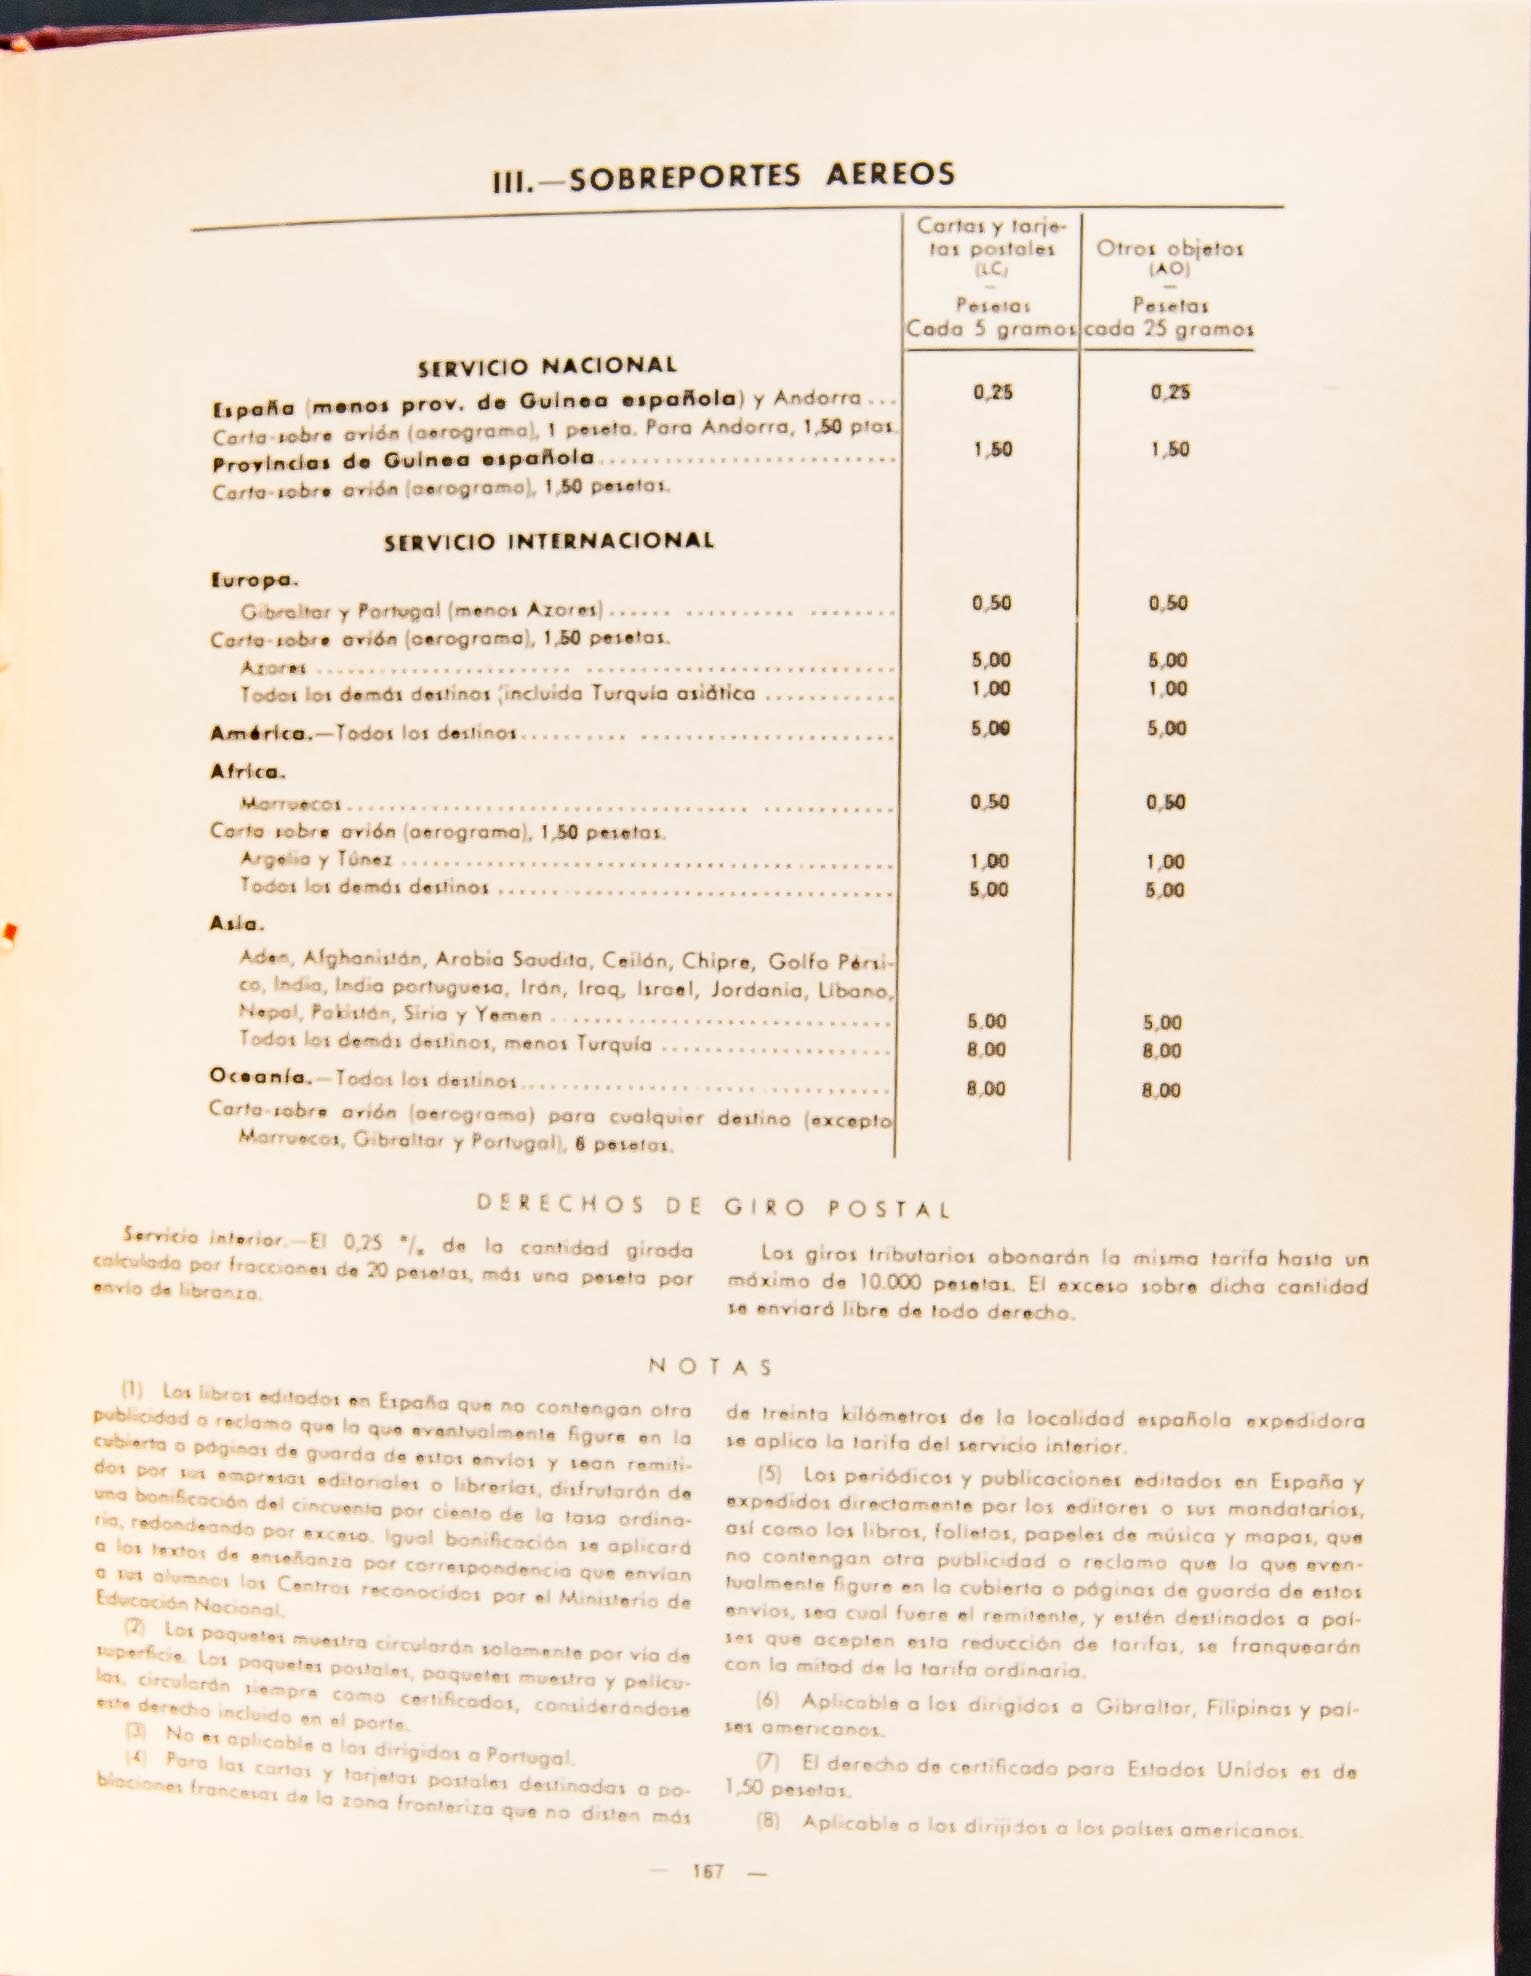 III.—SOBREPORTES AEREOS
Cartas y tarje-
tas postales
(LC)
—
Pesetas
Cada 5 gramos
Otros objetos
(AO)
—
Pesetas
cada 25 gramos
SERVICIO NACIONAL
España (menos prov. de Guinea española) y Andorra ... 0,25 0,25
Carta-sobre avión (aerograma), 1 peseta. Para Andorra, 1,50 ptas.
Provincias de Guinea española ........................... 1,50 1,50
Carta-sobre avión (aerograma), 1,50 pesetas.
SERVICIO INTERNACIONAL
Europa.
Gibraltar y Portugal (menos Azores) ...... .......... ........ 0,50 0,50
Carta-sobre avión (aerograma), 1,50 pesetas.
Azores ........................ ............................. 5,00 5,00
Todos los demás destinos, incluida Turquía asiática ............ 1,00 1,00
América.—Todos los destinos.......... ........................ 5,00 5,00
Africa.
Marruecos...................................... ............ 0,50 0,50
Carta sobre avión (aerograma), 1,50 pesetas.
Argelia y Túnez ................................................ 1,00 1,00
Todos los demás destinos ...................................... 5,00 5,00
Asia.
Aden, Afghanistán, Arabia Saudita, Ceilán, Chipre, Golfo Pérsi-
co, India, India portuguesa, Irán, Iraq, Israel, Jordania, Líbano,
Nepal, Pakistán, Siria y Yemen ................................ 5,00 5,00
Todos los demás destinos, menos Turquía ...................... 8,00 8,00
Oceanía.—Todos los destinos................................... 8,00 8,00
Carta-sobre avión (aerograma) para cualquier destino (excepto
Marruecos, Gibraltar y Portugal), 6 pesetas.
DERECHOS DE GIRO POSTAL
Servicio interior.—El 0,25 °/. de la cantidad girada
calculado por fracciones de 20 pesetas, más una peseta por
envío de libranza.
Los giros tributarios abonarán la misma tarifa hasta un
máximo de 10.000 pesetas. El exceso sobre dicha cantidad
se enviará libre de todo derecho.
NOTAS
(1) Los libros editados en España que no contengan otra
publicidad o reclamo que la que eventualmente figure en la
cubierta o páginas de guarda de estos envíos y sean remiti-
dos por sus empresas editoriales o librerías, disfrutarán de
una bonificación del cincuenta por ciento de la tasa ordina-
ria, redondeando por exceso. Igual bonificación se aplicará
a los textos de enseñanza por correspondencia que envían
a sus alumnos los Centros reconocidos por el Ministerio de
Educación Nacional.
(2) Los paquetes muestra circularán solamente por vía de
superficie. Los paquetes postales, paquetes muestra y pelícu-
las, circularán siempre como certificados, considerándose
este derecho incluido en el porte.
(3) No es aplicable a los dirigidos a Portugal.
(4) Para las cartas y tarjetas postales destinadas a po-
blaciones francesas de la zona fronteriza que no disten más
de treinta kilómetros de la localidad española expedidora
se aplica la tarifa del servicio interior.
(5) Los periódicos y publicaciones editados en España y
expedidos directamente por los editores o sus mandatarios,
así como los libros, folletos, papeles de música y mapas, que
no contengan otra publicidad o reclamo que la que even-
tualmente figure en la cubierta o páginas de guarda de estos
envíos, sea cual fuere el remitente, y estén destinados a paí-
ses que acepten esta reducción de tarifas, se franquearán
con la mitad de la tarifa ordinaria.
(6) Aplicable a los dirigidos a Gibraltar, Filipinas y paí-
ses americanos.
(7) El derecho de certificado para Estados Unidos es de
1,50 pesetas.
(8) Aplicable a los dirijidos a los países americanos.
— 167 —